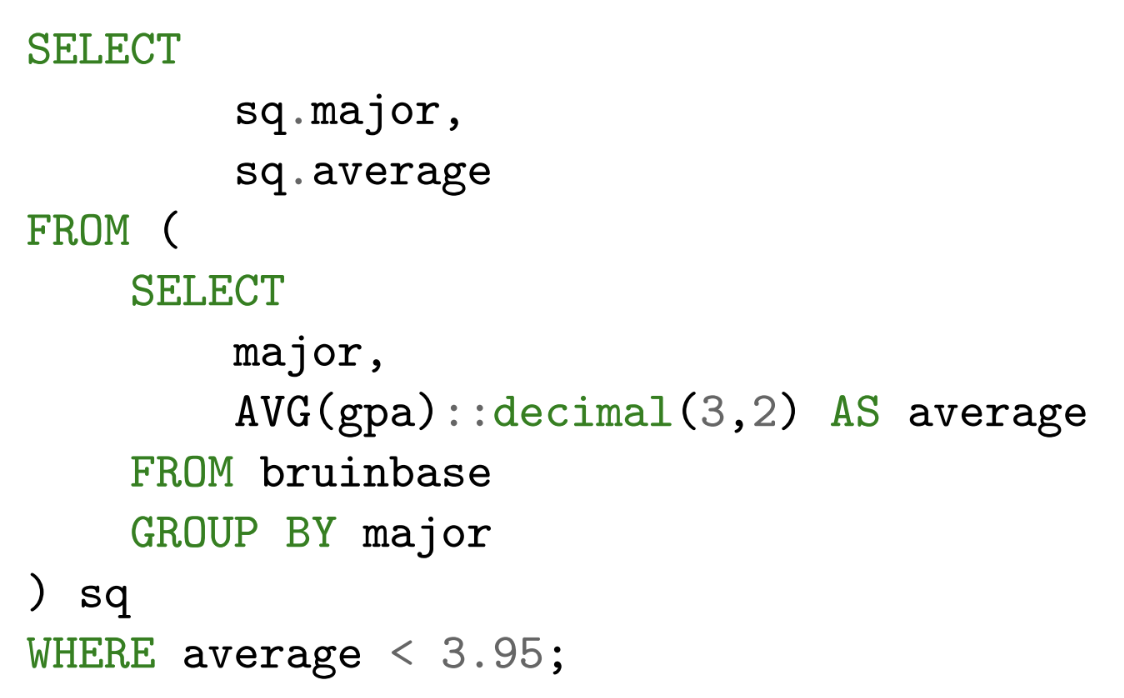 SELECT
        sq.major,
        sq.average
FROM (
    SELECT
        major,
        AVG(gpa)::decimal(3,2) AS average
    FROM bruinbase
    GROUP BY major
) sq
WHERE average < 3.95;